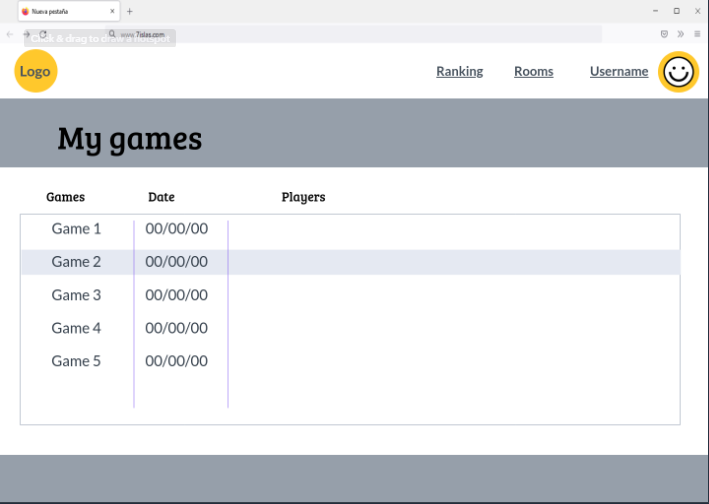 Nueva pestaña
www.7islas.com
Click & drag to dra
Logo
Ranking Rooms Username
My games
Games Date Players
Game 1 00/00/00
Game 2 00/00/00
Game 3 00/00/00
Game 4 00/00/00
Game 5 00/00/00